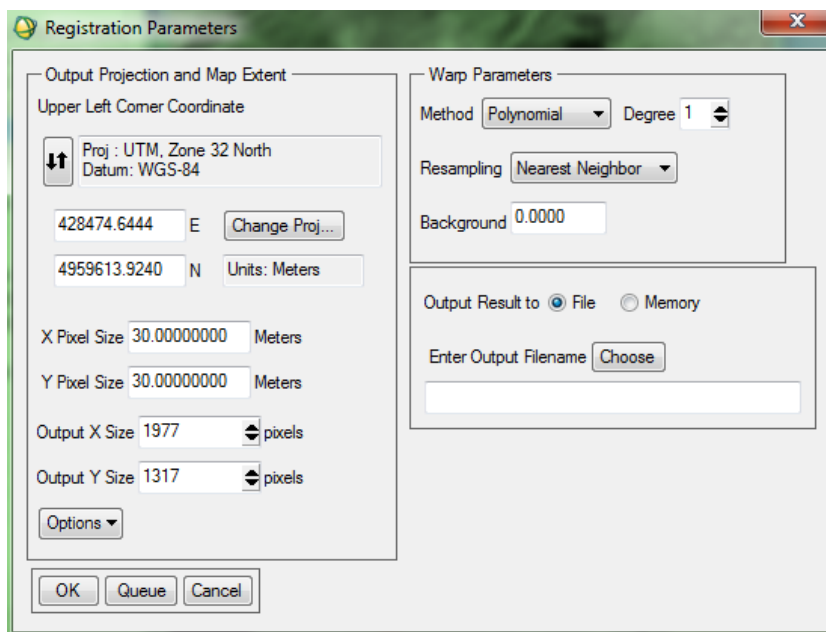 Registration Parameters
Output Projection and Map Extent
Upper Left Corner Coordinate
Proj : UTM, Zone 32 North
Datum: WGS-84
428474.6444 E Change Proj...
4959613.9240 N Units: Meters
X Pixel Size 30.00000000 Meters
Y Pixel Size 30.00000000 Meters
Output X Size 1977 pixels
Output Y Size 1317 pixels
Options
OK Queue Cancel
Warp Parameters
Method Polynomial Degree 1
Resampling Nearest Neighbor
Background 0.0000
Output Result to File Memory
Enter Output Filename Choose